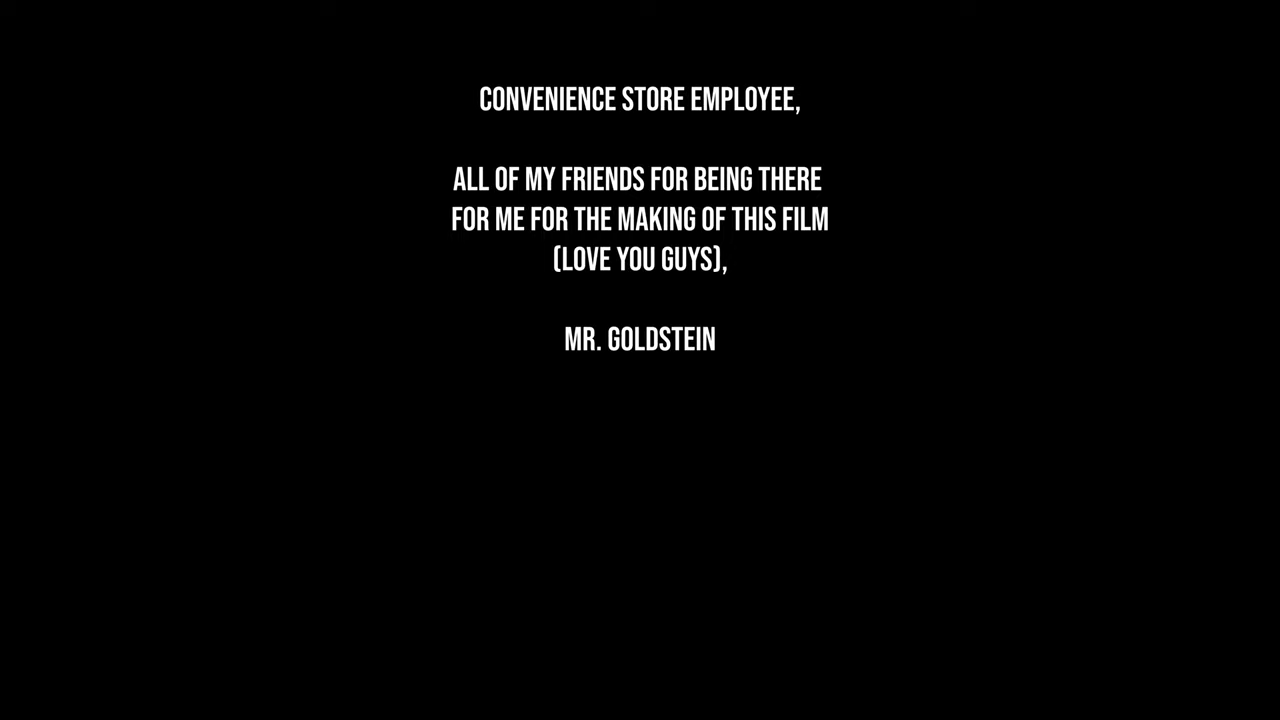 CONVENIENCE STORE EMPLOYEE,
ALL OF MY FRIENDS FOR BEING THERE
FOR ME FOR THE MAKING OF THIS FILM
(LOVE YOU GUYS),
MR. GOLDSTEIN